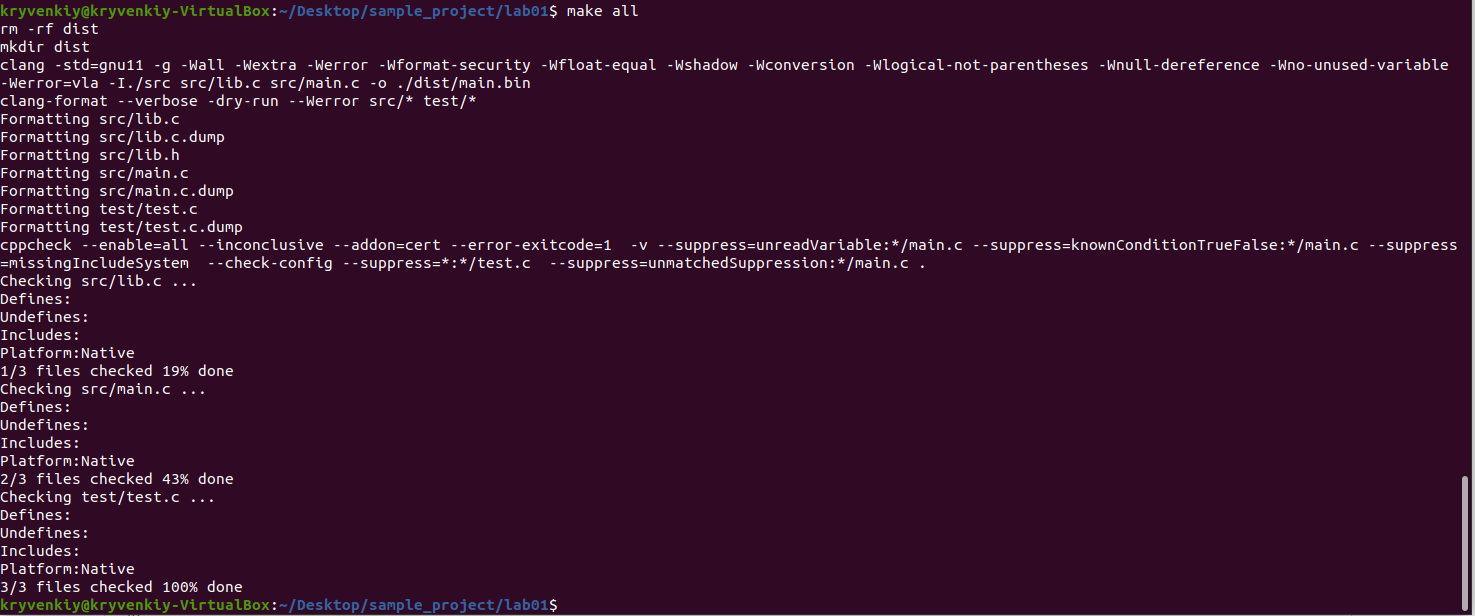 kryvenkiy@kryvenkiy-VirtualBox:~/Desktop/sample_project/lab01$ make all
rm -rf dist
mkdir dist
clang -std=gnu11 -g -Wall -Wextra -Werror -Wformat-security -Wfloat-equal -Wshadow -Wconversion -Wlogical-not-parentheses -Wnull-dereference -Wno-unused-variable
-Werror=vla -I./src src/lib.c src/main.c -o ./dist/main.bin
clang-format --verbose -dry-run --Werror src/* test/*
Formatting src/lib.c
Formatting src/lib.c.dump
Formatting src/lib.h
Formatting src/main.c
Formatting src/main.c.dump
Formatting test/test.c
Formatting test/test.c.dump
cppcheck --enable=all --inconclusive --addon=cert --error-exitcode=1  -v --suppress=unreadVariable:*/main.c --suppress=knownConditionTrueFalse:*/main.c --suppress
=missingIncludeSystem  --check-config --suppress=*:*/test.c  --suppress=unmatchedSuppression:*/main.c .
Checking src/lib.c ...
Defines:
Undefines:
Includes:
Platform:Native
1/3 files checked 19% done
Checking src/main.c ...
Defines:
Undefines:
Includes:
Platform:Native
2/3 files checked 43% done
Checking test/test.c ...
Defines:
Undefines:
Includes:
Platform:Native
3/3 files checked 100% done
kryvenkiy@kryvenkiy-VirtualBox:~/Desktop/sample_project/lab01$